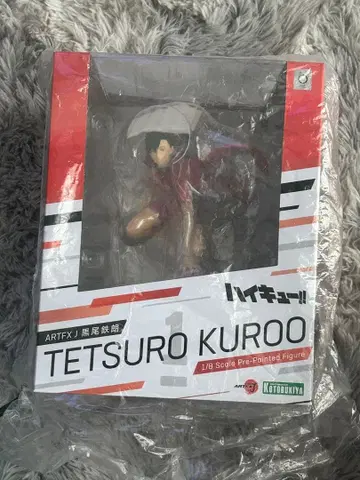 ハイキュー!!
ARTFX J 黒尾鉄朗
1
TETSURO KUROO
1/8 Scale Pre-Painted Figure
KOTOBUKIYA